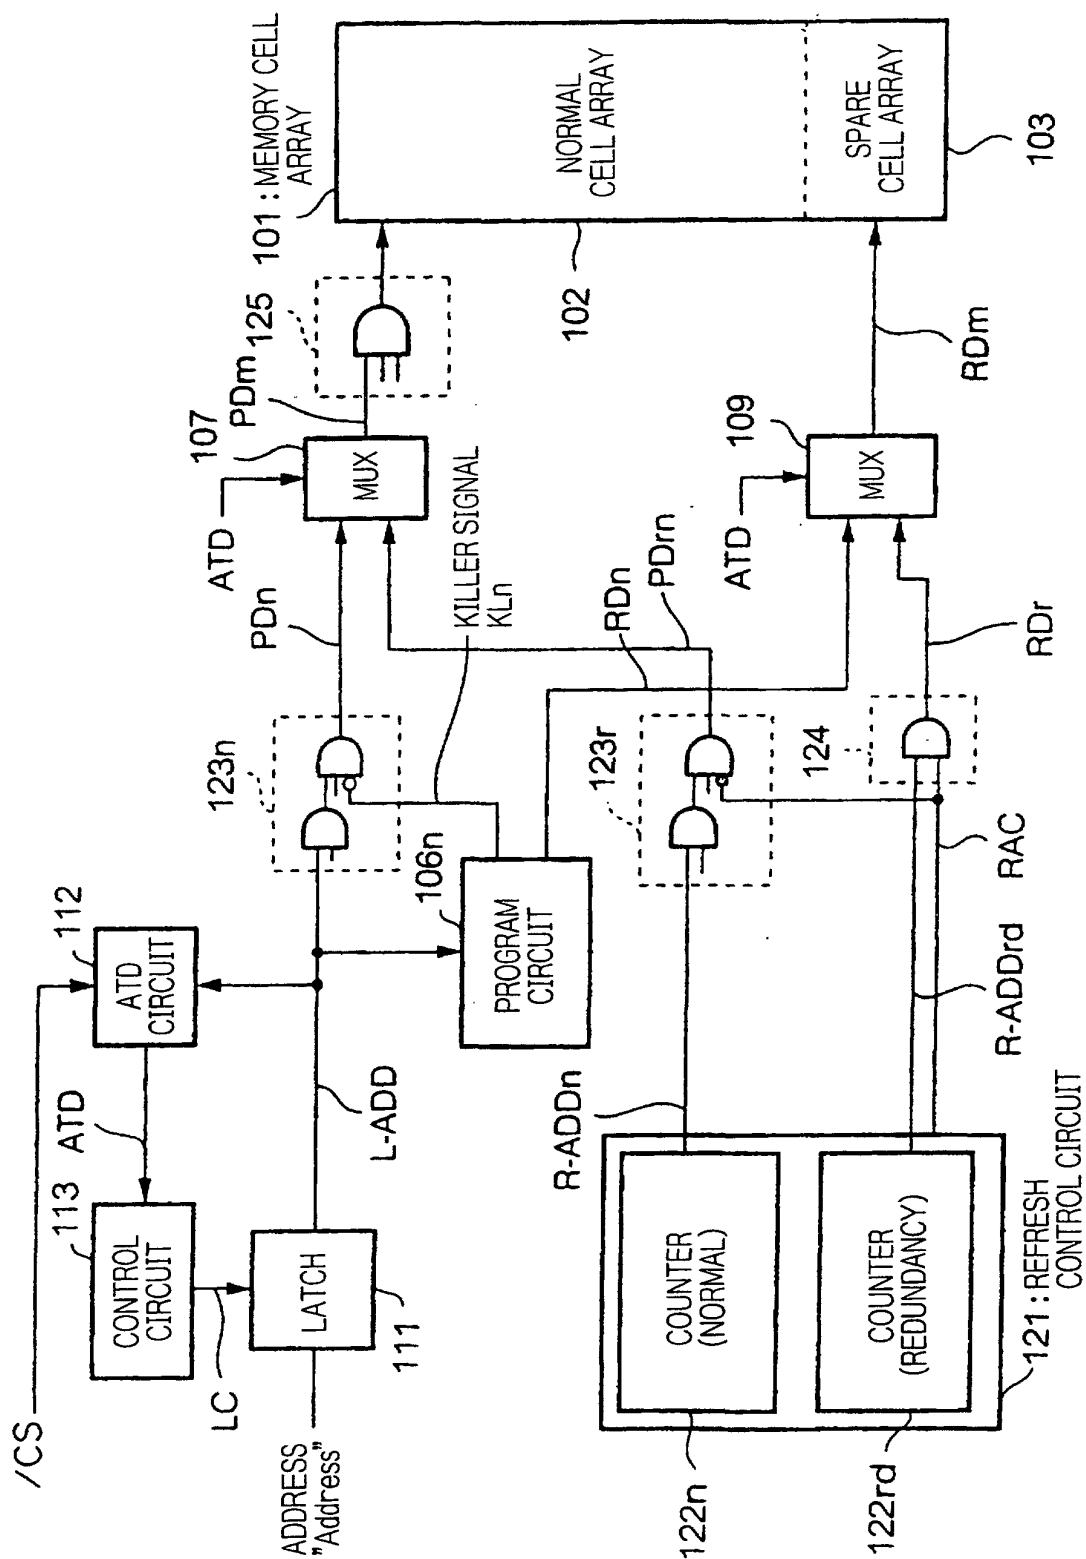 /CS
ADDRESS
"Address"
113
CONTROL
CIRCUIT
ATD
112
ATD
CIRCUIT
LC
LATCH
111
L-ADD
123n
PDn
ATD
107
MUX
PDm
125
101 : MEMORY CELL
ARRAY
NORMAL
CELL ARRAY
102
SPARE
CELL ARRAY
103
106n
PROGRAM
CIRCUIT
KILLER SIGNAL
KLn
RDn
PDrn
ATD
109
MUX
RDm
R-ADDn
123r
124
RDr
RAC
R-ADDrd
COUNTER
(NORMAL)
COUNTER
(REDUNDANCY)
122n
122rd
121 : REFRESH
CONTROL CIRCUIT